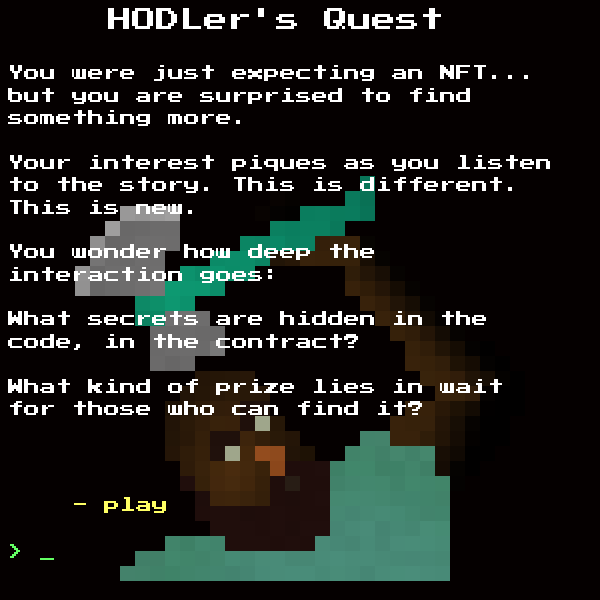 HODLer's Quest
You were just expecting an NFT...
but you are surprised to find
something more.
Your interest piques as you listen
to the story. This is different.
This is new.
You wonder how deep the
interaction goes:
What secrets are hidden in the
code, in the contract?
What kind of prize lies in wait
for those who can find it?
- play
> _